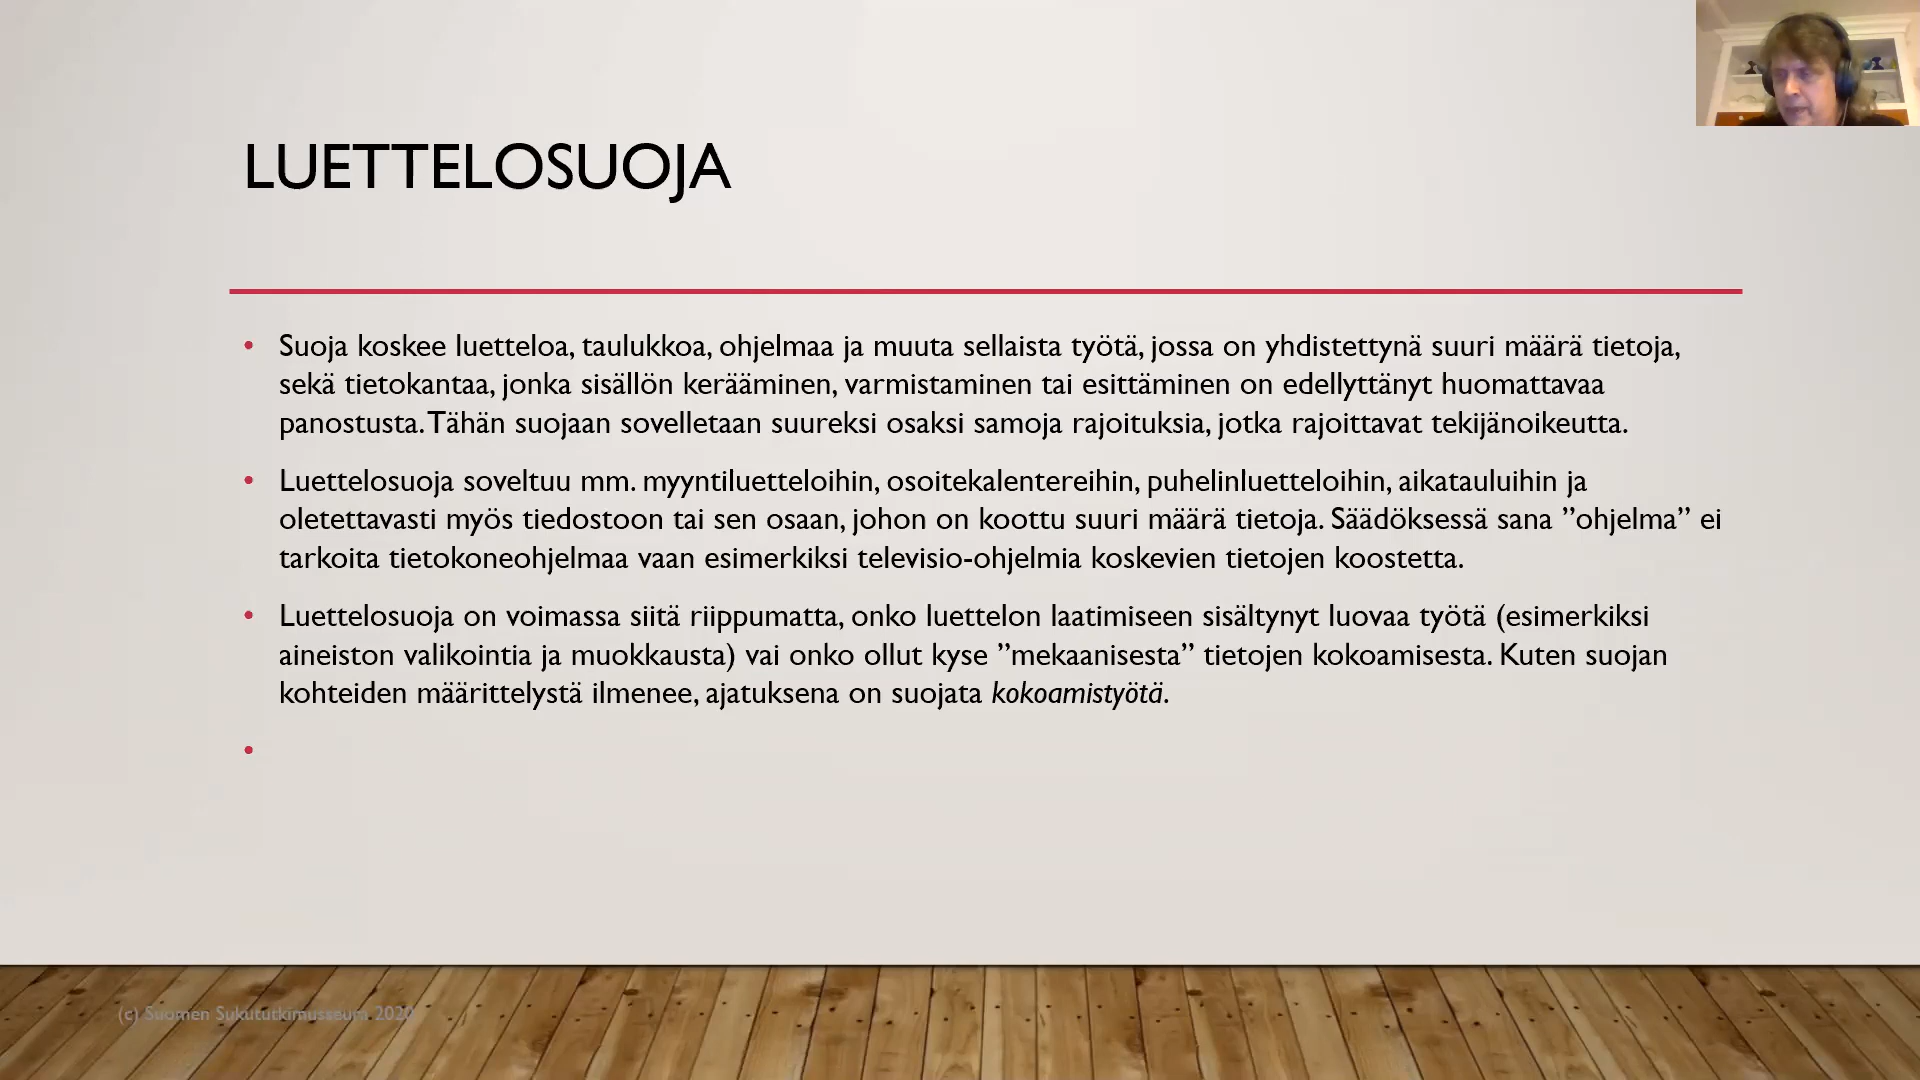 LUETTELOSUOJA
• Suoja koskee luetteloa, taulukkoa, ohjelmaa ja muuta sellaista työtä, jossa on yhdistettynä suuri määrä tietoja,
sekä tietokantaa, jonka sisällön kerääminen, varmistaminen tai esittäminen on edellyttänyt huomattavaa
panostusta. Tähän suojaan sovelletaan suureksi osaksi samoja rajoituksia, jotka rajoittavat tekijänoikeutta.
• Luettelosuoja soveltuu mm. myyntiluetteloihin, osoitekalentereihin, puhelinluetteloihin, aikatauluihin ja
oletettavasti myös tiedostoon tai sen osaan, johon on koottu suuri määrä tietoja. Säädöksessä sana ”ohjelma” ei
tarkoita tietokoneohjelmaa vaan esimerkiksi televisio-ohjelmia koskevien tietojen koostetta.
• Luettelosuoja on voimassa siitä riippumatta, onko luettelon laatimiseen sisältynyt luovaa työtä (esimerkiksi
aineiston valikointia ja muokkausta) vai onko ollut kyse ”mekaanisesta” tietojen kokoamisesta. Kuten suojan
kohteiden määrittelystä ilmenee, ajatuksena on suojata kokoamistyötä.
•
(c) Suomen Sukututkimusseura 2020